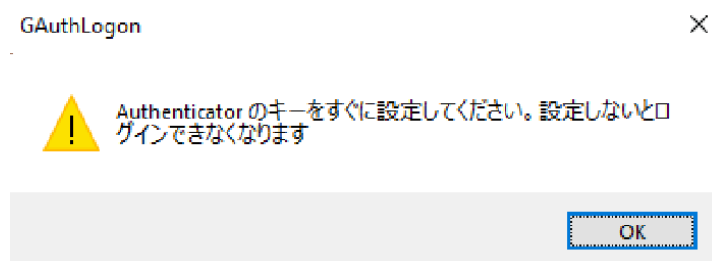 GAuthLogon
Authenticator のキーをすぐに設定してください。設定しないとロ
グインできなくなります
OK